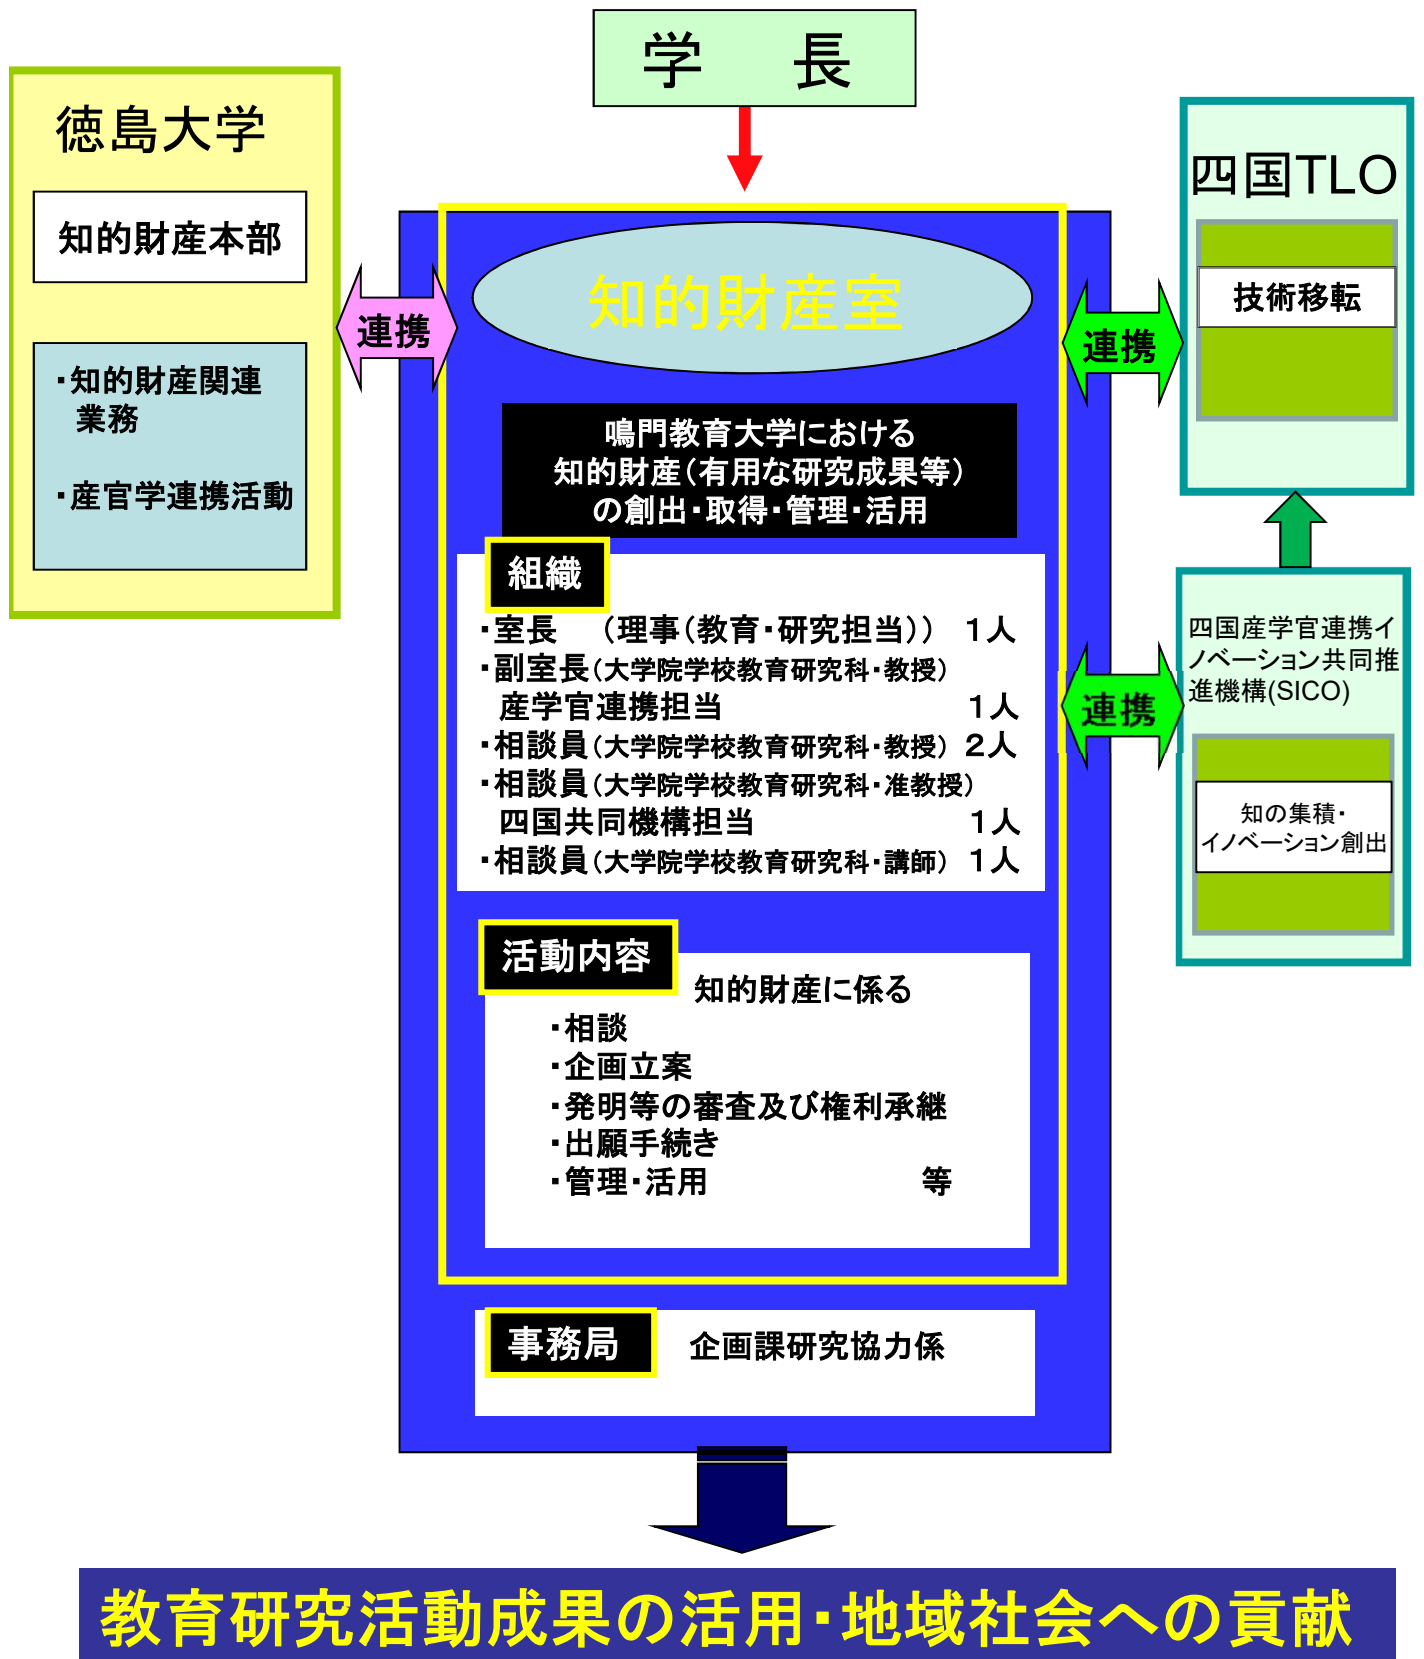 学　　長
徳島大学
知的財産本部
・知的財産関連
業務
・産官学連携活動
連携
知的財産室
鳴門教育大学における
知的財産（有用な研究成果等）
の創出・取得・管理・活用
組織
・室長　（理事（教育・研究担当））　１人
・副室長（大学院学校教育研究科・教授）
産学官連携担当　１人
・相談員（大学院学校教育研究科・教授）　２人
・相談員（大学院学校教育研究科・准教授）
四国共同機構担当　１人
・相談員（大学院学校教育研究科・講師）　１人
活動内容
知的財産に係る
・相談
・企画立案
・発明等の審査及び権利承継
・出願手続き
・管理・活用　等
事務局
企画課研究協力係
連携
四国TLO
技術移転
連携
四国産学官連携イ
ノベーション共同推
進機構(SICO)
知の集積・
イノベーション創出
教育研究活動成果の活用・地域社会への貢献